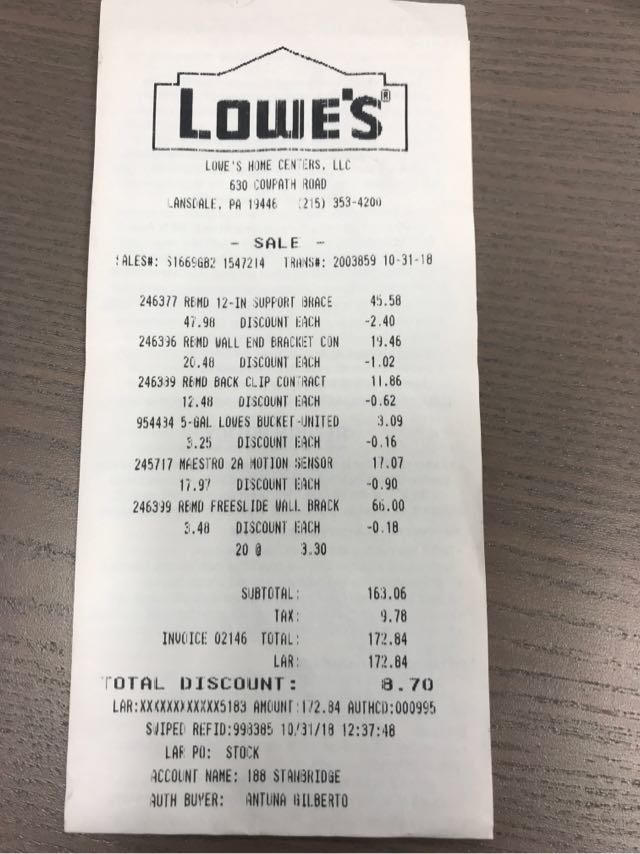 LOWE'S®
LOWE'S HOME CENTERS, LLC
630 COWPATH ROAD
LANSDALE, PA 19446 (215) 353-4200
- SALE -
SALES#: S1669GB2 1547214 TRANS#: 2003859 10-31-18
246377 REMD 12-IN SUPPORT BRACE 45.58
47.98 DISCOUNT EACH -2.40
246396 REMD WALL END BRACKET CON 19.46
20.48 DISCOUNT EACH -1.02
246389 REMD BACK CLIP CONTRACT 11.86
12.48 DISCOUNT EACH -0.62
954434 5-GAL LOWES BUCKET-UNITED 3.09
3.25 DISCOUNT EACH -0.16
245717 MAESTRO 2A MOTION SENSOR 17.07
17.97 DISCOUNT EACH -0.90
246399 REMD FREESLIDE WALL BRACK 66.00
3.48 DISCOUNT EACH -0.18
20 @ 3.30
SUBTOTAL: 163.06
TAX: 9.78
INVOICE 02146 TOTAL: 172.84
LAR: 172.84
TOTAL DISCOUNT: 8.70
LAR:XXXXXXXXXXXX5183 AMOUNT:172.84 AUTHCD:000995
SWIPED REFID:998385 10/31/18 12:37:48
LAR PO: STOCK
ACCOUNT NAME: 188 STANBRIDGE
AUTH BUYER: ANTUNA GILBERTO